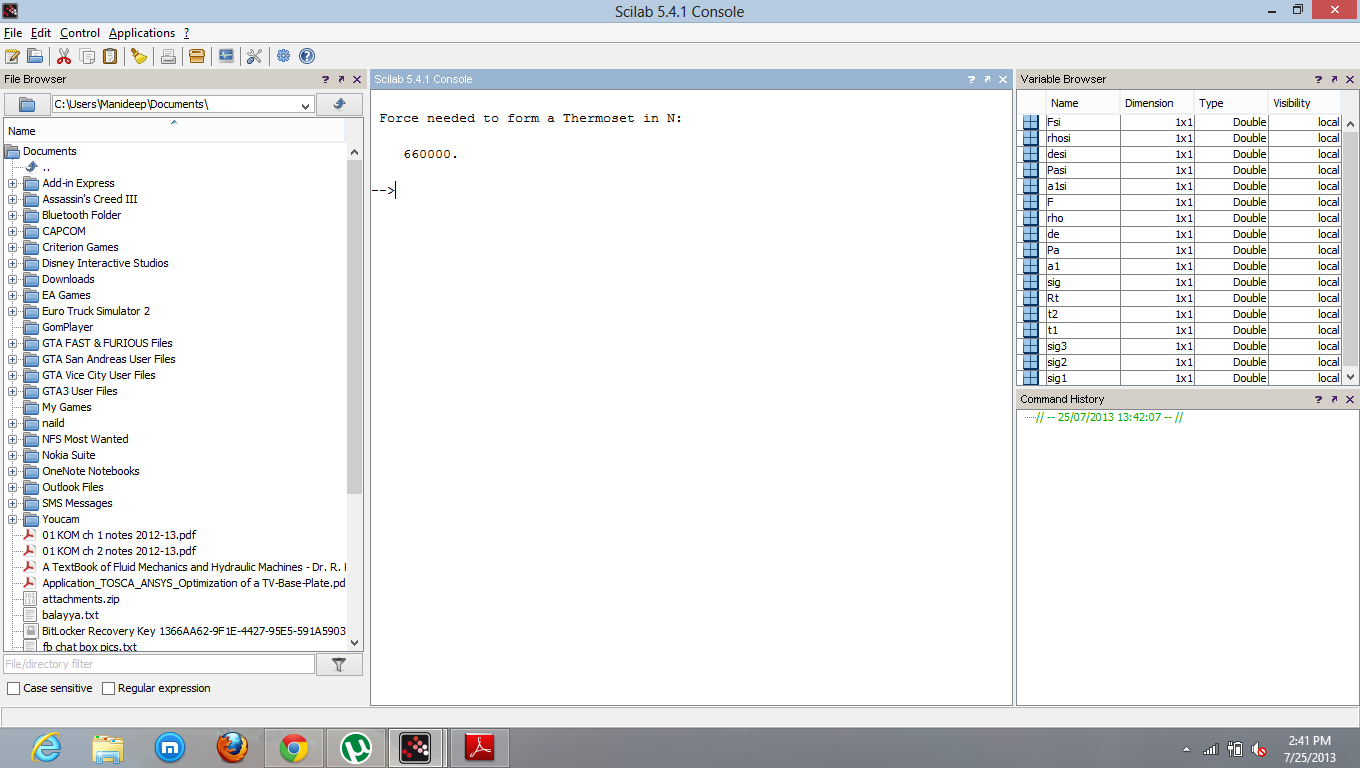 Scilab 5.4.1 Console
File Edit Control Applications ?
File Browser
C:\Users\Manideep\Documents\
Name
Documents
..
Add-in Express
Assassin's Creed III
Bluetooth Folder
CAPCOM
Criterion Games
Disney Interactive Studios
Downloads
EA Games
Euro Truck Simulator 2
GomPlayer
GTA FAST & FURIOUS Files
GTA San Andreas User Files
GTA Vice City User Files
GTA3 User Files
My Games
naild
NFS Most Wanted
Nokia Suite
OneNote Notebooks
Outlook Files
SMS Messages
Youcam
01 KOM ch 1 notes 2012-13.pdf
01 KOM ch 2 notes 2012-13.pdf
A TextBook of Fluid Mechanics and Hydraulic Machines - Dr. R. 
Application_TOSCA_ANSYS_Optimization of a TV-Base-Plate.pd
attachments.zip
balayya.txt
BitLocker Recovery Key 1366AA62-9F1E-4427-95E5-591A5903
fb chat box pics.txt
File/directory filter
Case sensitive Regular expression
Scilab 5.4.1 Console
Force needed to form a Thermoset in N:
660000.
-->
Variable Browser
Name Dimension Type Visibility
Fsi 1x1 Double local
rhosi 1x1 Double local
desi 1x1 Double local
Pasi 1x1 Double local
a1si 1x1 Double local
F 1x1 Double local
rho 1x1 Double local
de 1x1 Double local
Pa 1x1 Double local
a1 1x1 Double local
sig 1x1 Double local
Rt 1x1 Double local
t2 1x1 Double local
t1 1x1 Double local
sig3 1x1 Double local
sig2 1x1 Double local
sig1 1x1 Double local
Command History
// -- 25/07/2013 13:42:07 -- //
2:41 PM
7/25/2013